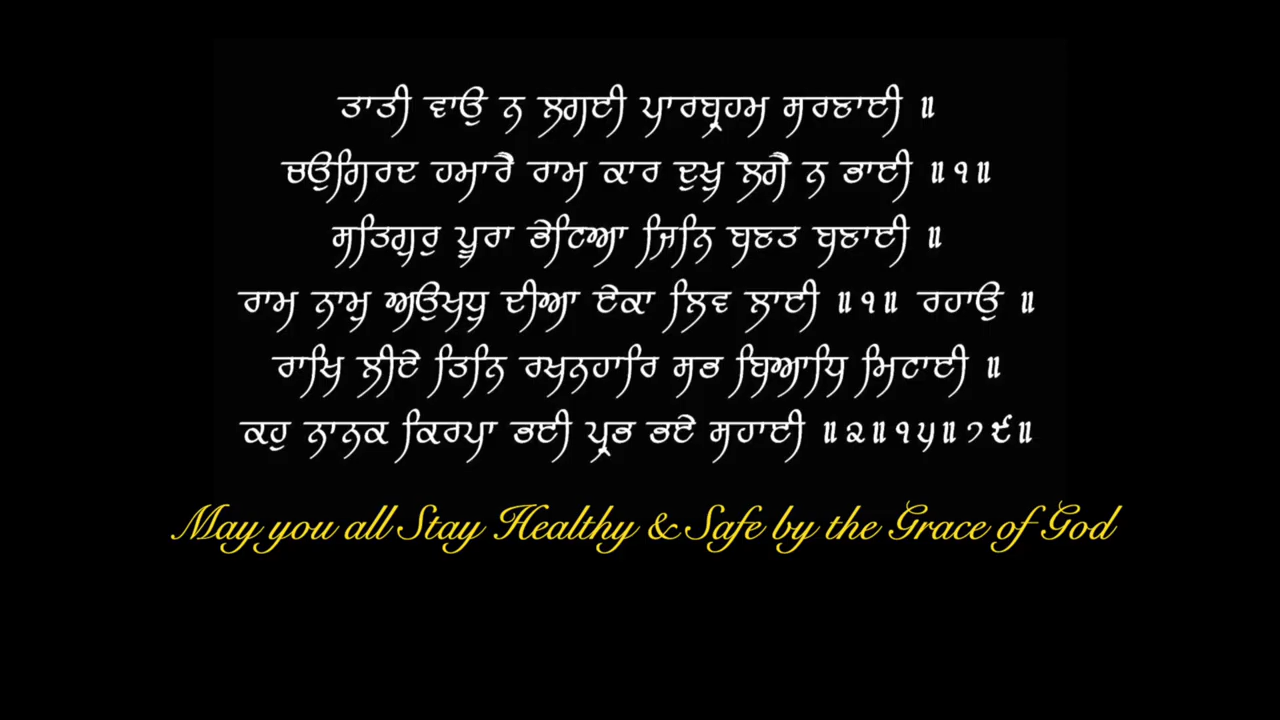 ਤਾਤੀ ਵਾਉ ਨ ਲਗਈ ਪਾਰਬ੍ਰਹਮ ਸਰਣਾਈ ॥
ਚਉਗਿਰਦ ਹਮਾਰੈ ਰਾਮ ਕਾਰ ਦੁਖੁ ਲਗੈ ਨ ਭਾਈ ॥੧॥
ਸਤਿਗੁਰੁ ਪੂਰਾ ਭੇਟਿਆ ਜਿਨਿ ਬਣਤ ਬਣਾਈ ॥
ਰਾਮ ਨਾਮੁ ਅਉਖਧੁ ਦੀਆ ਏਕਾ ਲਿਵ ਲਾਈ ॥੧॥ ਰਹਾਉ ॥
ਰਾਖਿ ਲੀਏ ਤਿਨਿ ਰਖਨਹਾਰਿ ਸਭ ਬਿਆਧਿ ਮਿਟਾਈ ॥
ਕਹੁ ਨਾਨਕ ਕਿਰਪਾ ਭਈ ਪ੍ਰਭ ਭਏ ਸਹਾਈ ॥੨॥੧੫॥੭੯॥
May you all Stay Healthy & Safe by the Grace of God